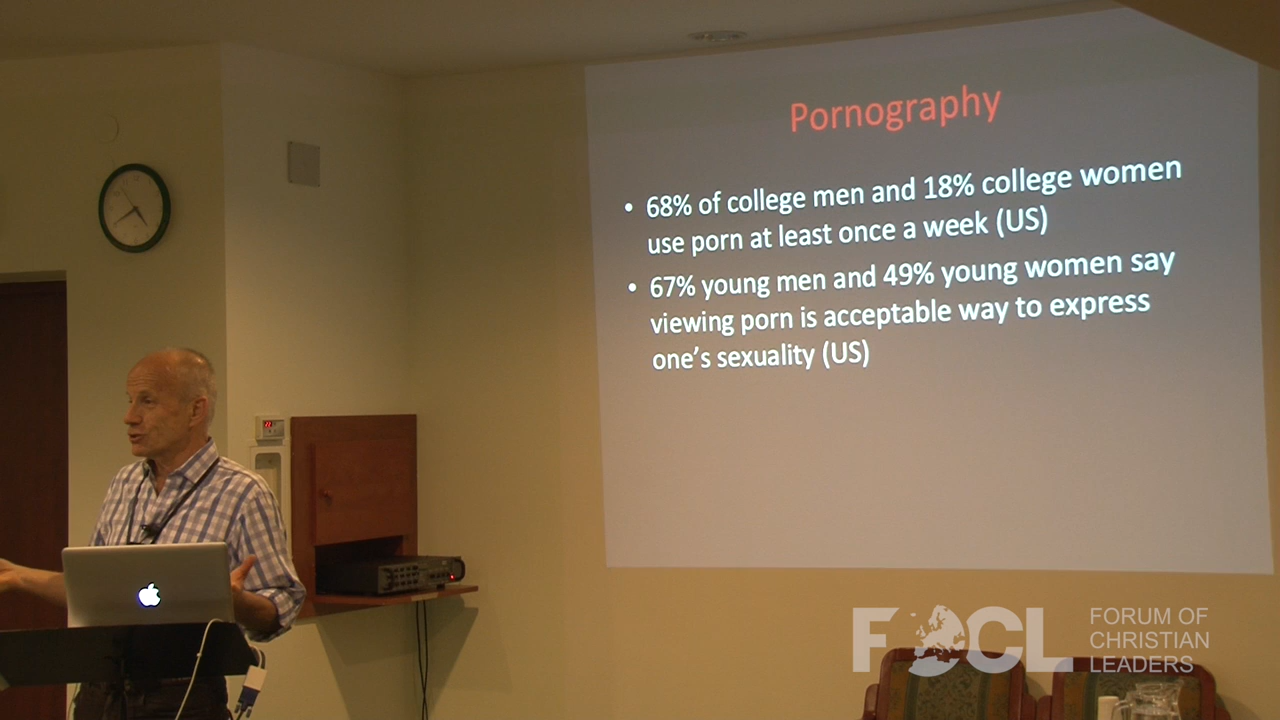 Pornography
• 68% of college men and 18% college women
use porn at least once a week (US)
• 67% young men and 49% young women say
viewing porn is acceptable way to express
one's sexuality (US)
FOCL
FORUM OF
CHRISTIAN
LEADERS